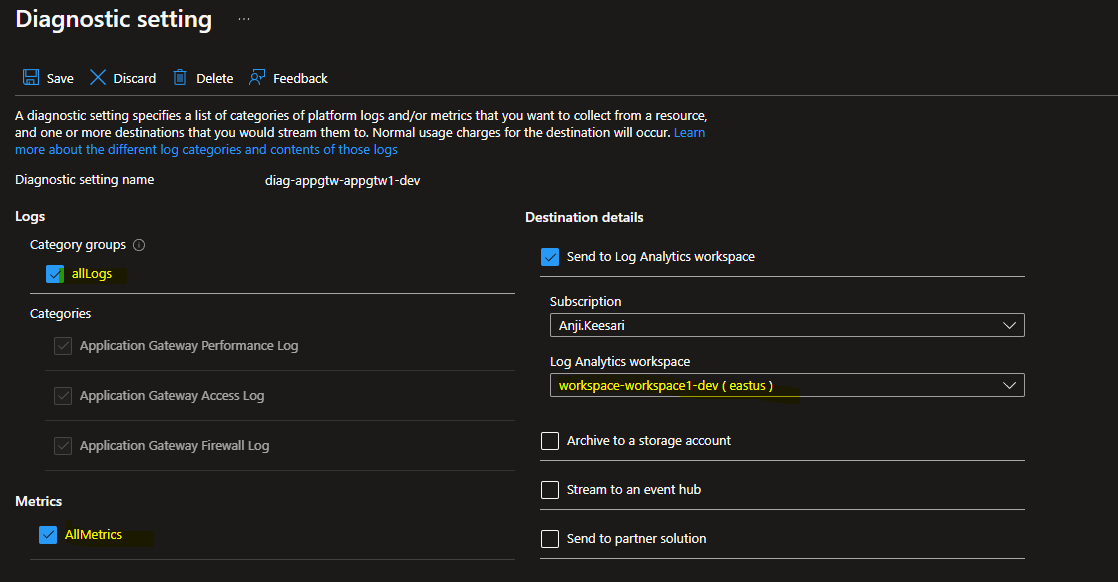 Diagnostic setting ...
Save Discard Delete Feedback
A diagnostic setting specifies a list of categories of platform logs and/or metrics that you want to collect from a resource,
and one or more destinations that you would stream them to. Normal usage charges for the destination will occur. Learn
more about the different log categories and contents of those logs
Diagnostic setting name diag-appgtw-appgtw1-dev
Logs
Category groups
allLogs
Categories
Application Gateway Performance Log
Application Gateway Access Log
Application Gateway Firewall Log
Metrics
AllMetrics
Destination details
Send to Log Analytics workspace
Subscription
Anji.Keesari
Log Analytics workspace
workspace-workspace1-dev ( eastus )
Archive to a storage account
Stream to an event hub
Send to partner solution